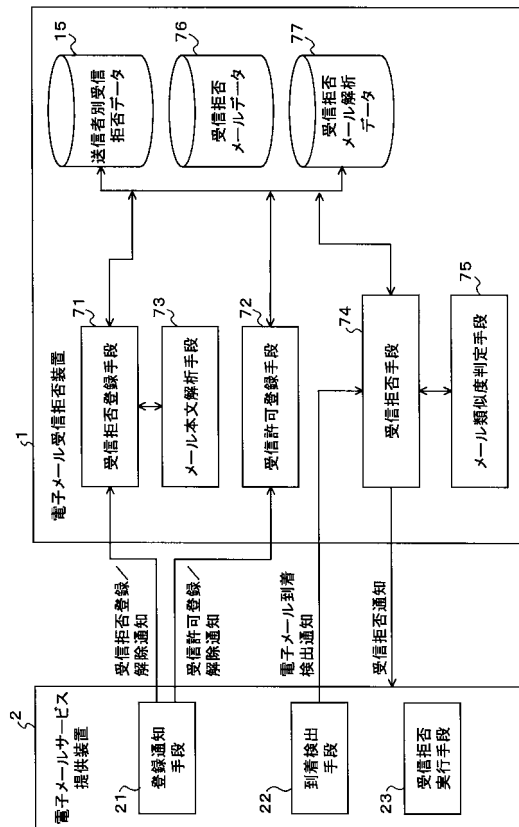 電子メール受信拒否装置
1
受信拒否登録手段
71
メール本文解析手段
73
受信許可登録手段
72
受信拒否手段
74
メール類似度判定手段
75
送信者別受信
拒否データ
15
受信拒否
メールデータ
76
受信拒否
メール解析
データ
77
受信拒否登録／
解除通知
受信許可登録／
解除通知
電子メール到着
検出通知
受信拒否通知
2
電子メールサービス
提供装置
登録通知
手段
21
到着検出
手段
22
受信拒否
実行手段
23